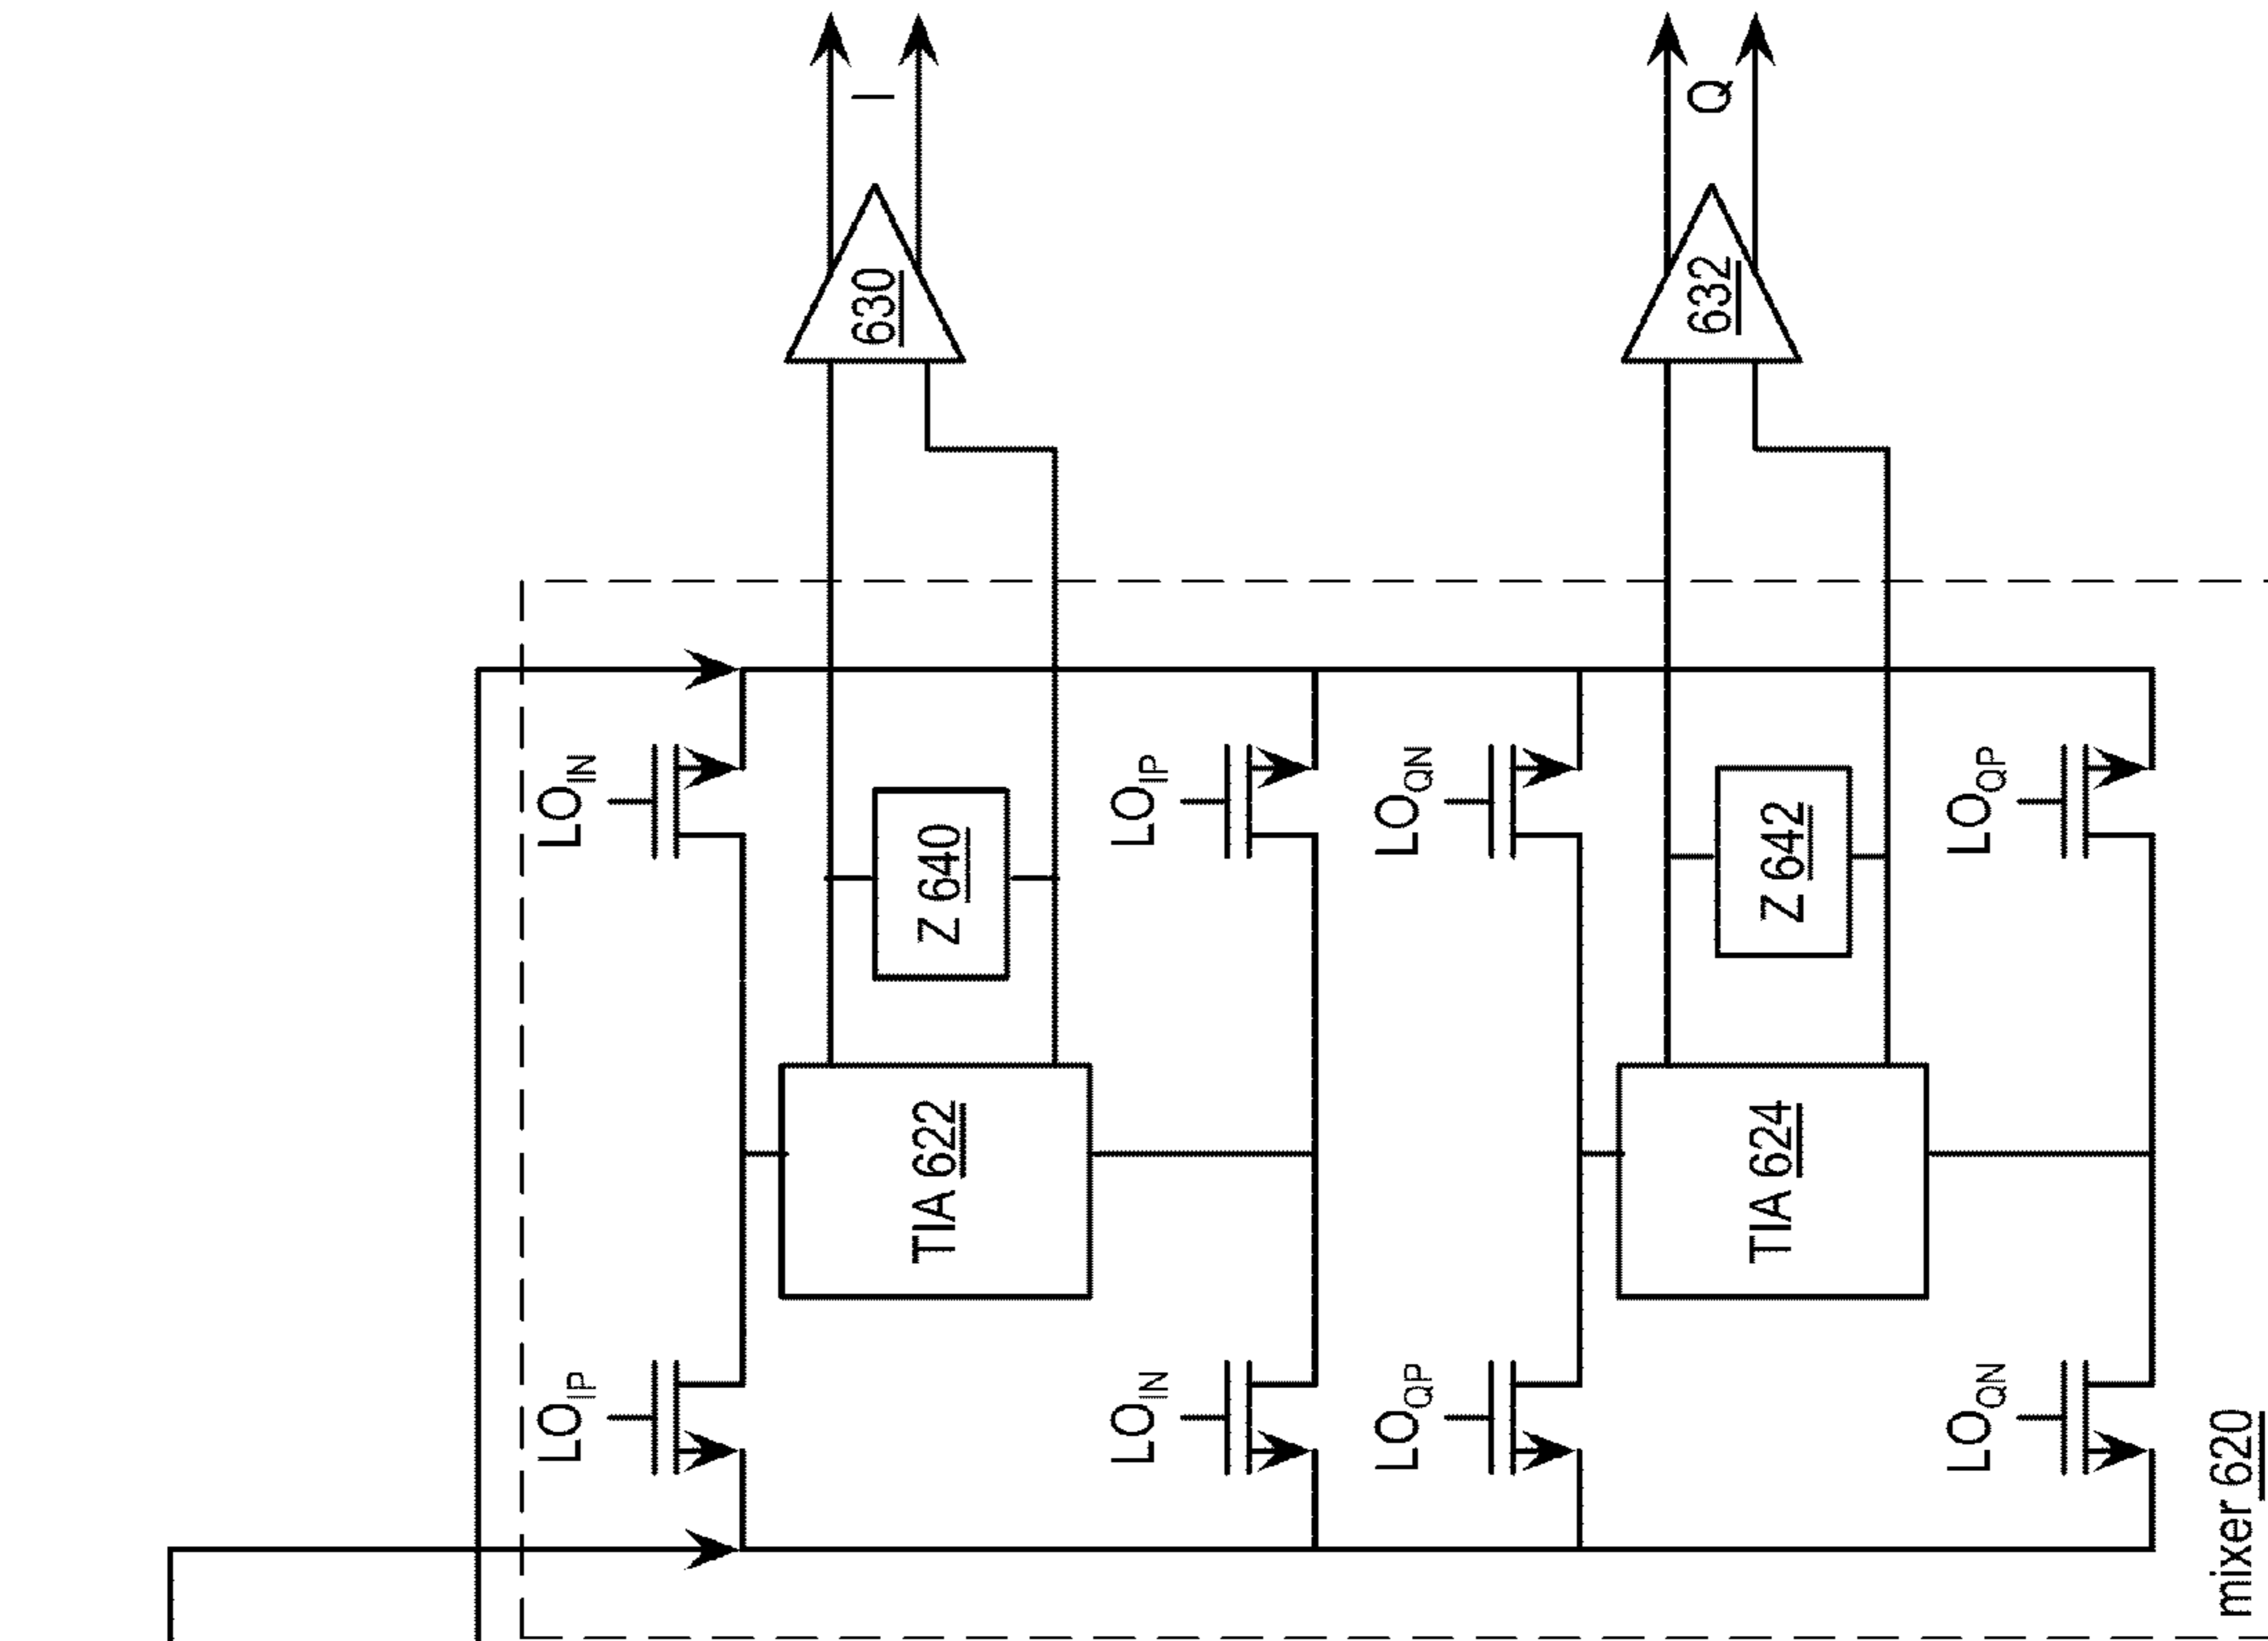 I
Q
630
632
LO_IN
LO_IP
LO_QN
LO_QP
Z 640
Z 642
TIA 622
TIA 624
LO_IP
LO_IN
LO_QP
LO_QN
mixer 620